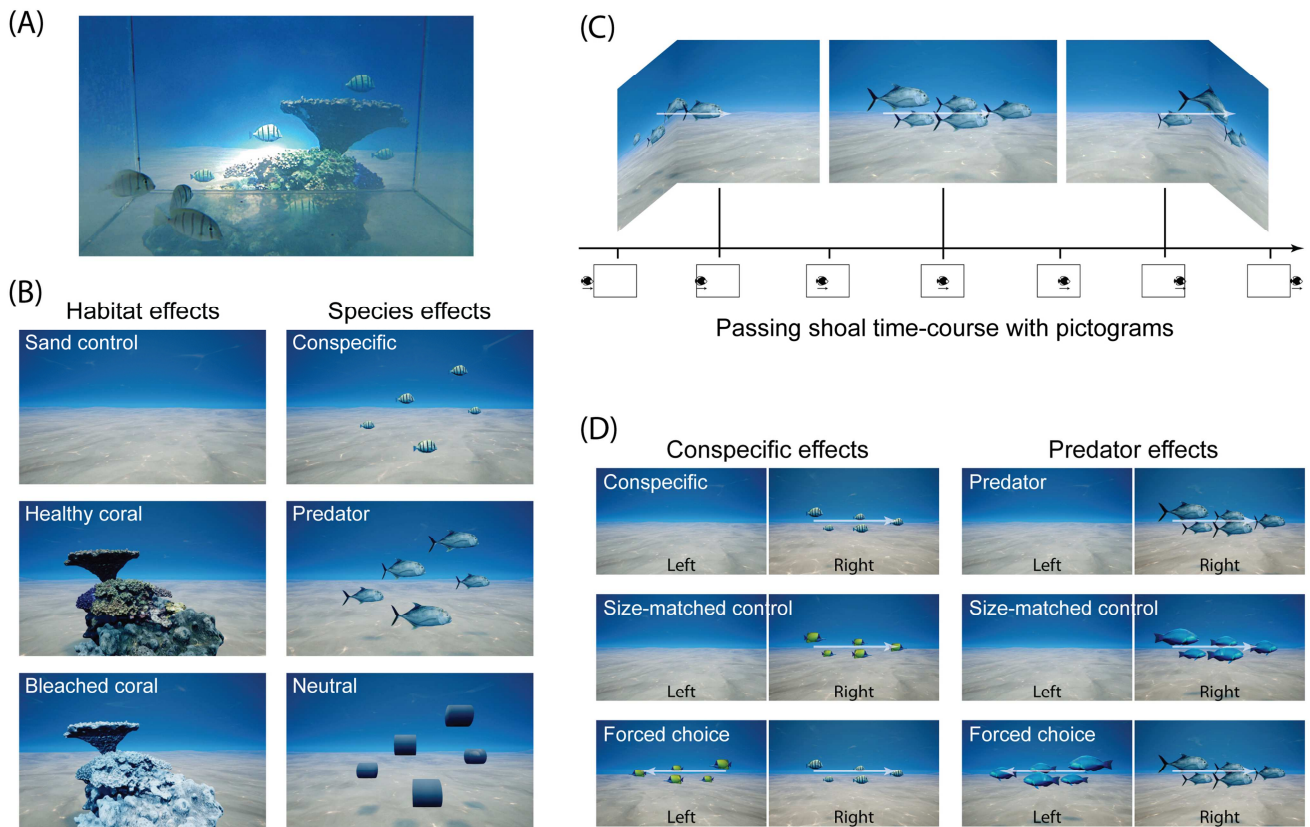 (A)
(B)
Habitat effects
Species effects
Sand control
Conspecific
Healthy coral
Predator
Bleached coral
Neutral
(C)
Passing shoal time-course with pictograms
(D)
Conspecific effects
Predator effects
Conspecific
Left
Right
Predator
Left
Right
Size-matched control
Left
Right
Size-matched control
Left
Right
Forced choice
Left
Right
Forced choice
Left
Right